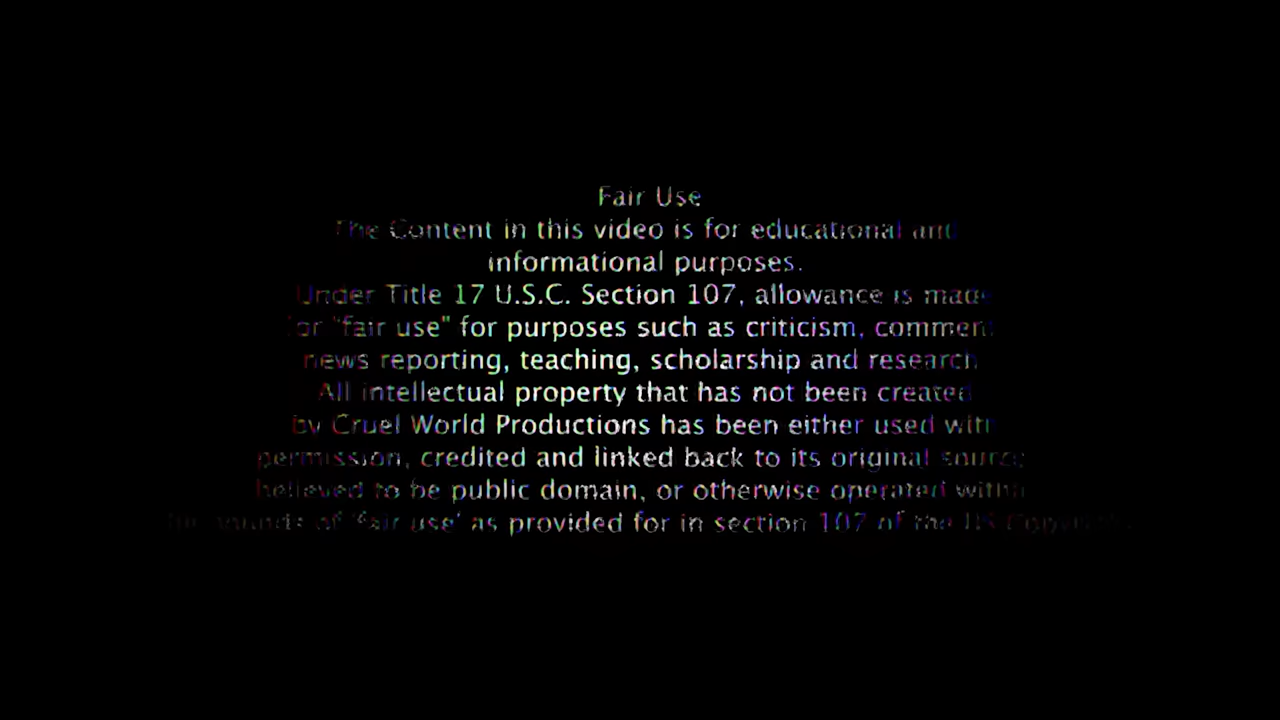 Fair Use
The Content in this video is for educational and
informational purposes.
Under Title 17 U.S.C. Section 107, allowance is made
for "fair use" for purposes such as criticism, comment
news reporting, teaching, scholarship and research
All intellectual property that has not been created
by Cruel World Productions has been either used with
permission, credited and linked back to its original source
believed to be public domain, or otherwise operated within
the bounds of 'fair use' as provided for in section 107 of the US